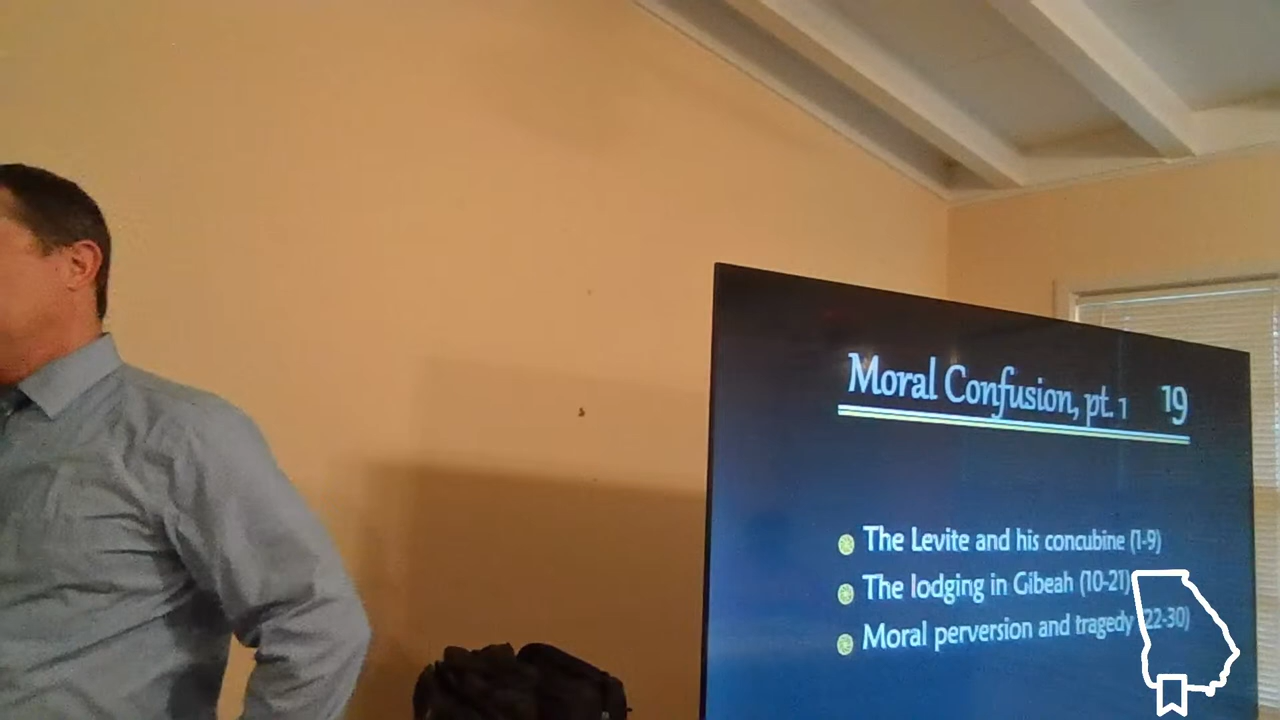 Moral Confusion, pt. 1 19
The Levite and his concubine (1-9)
The lodging in Gibeah (10-21)
Moral perversion and tragedy (22-30)